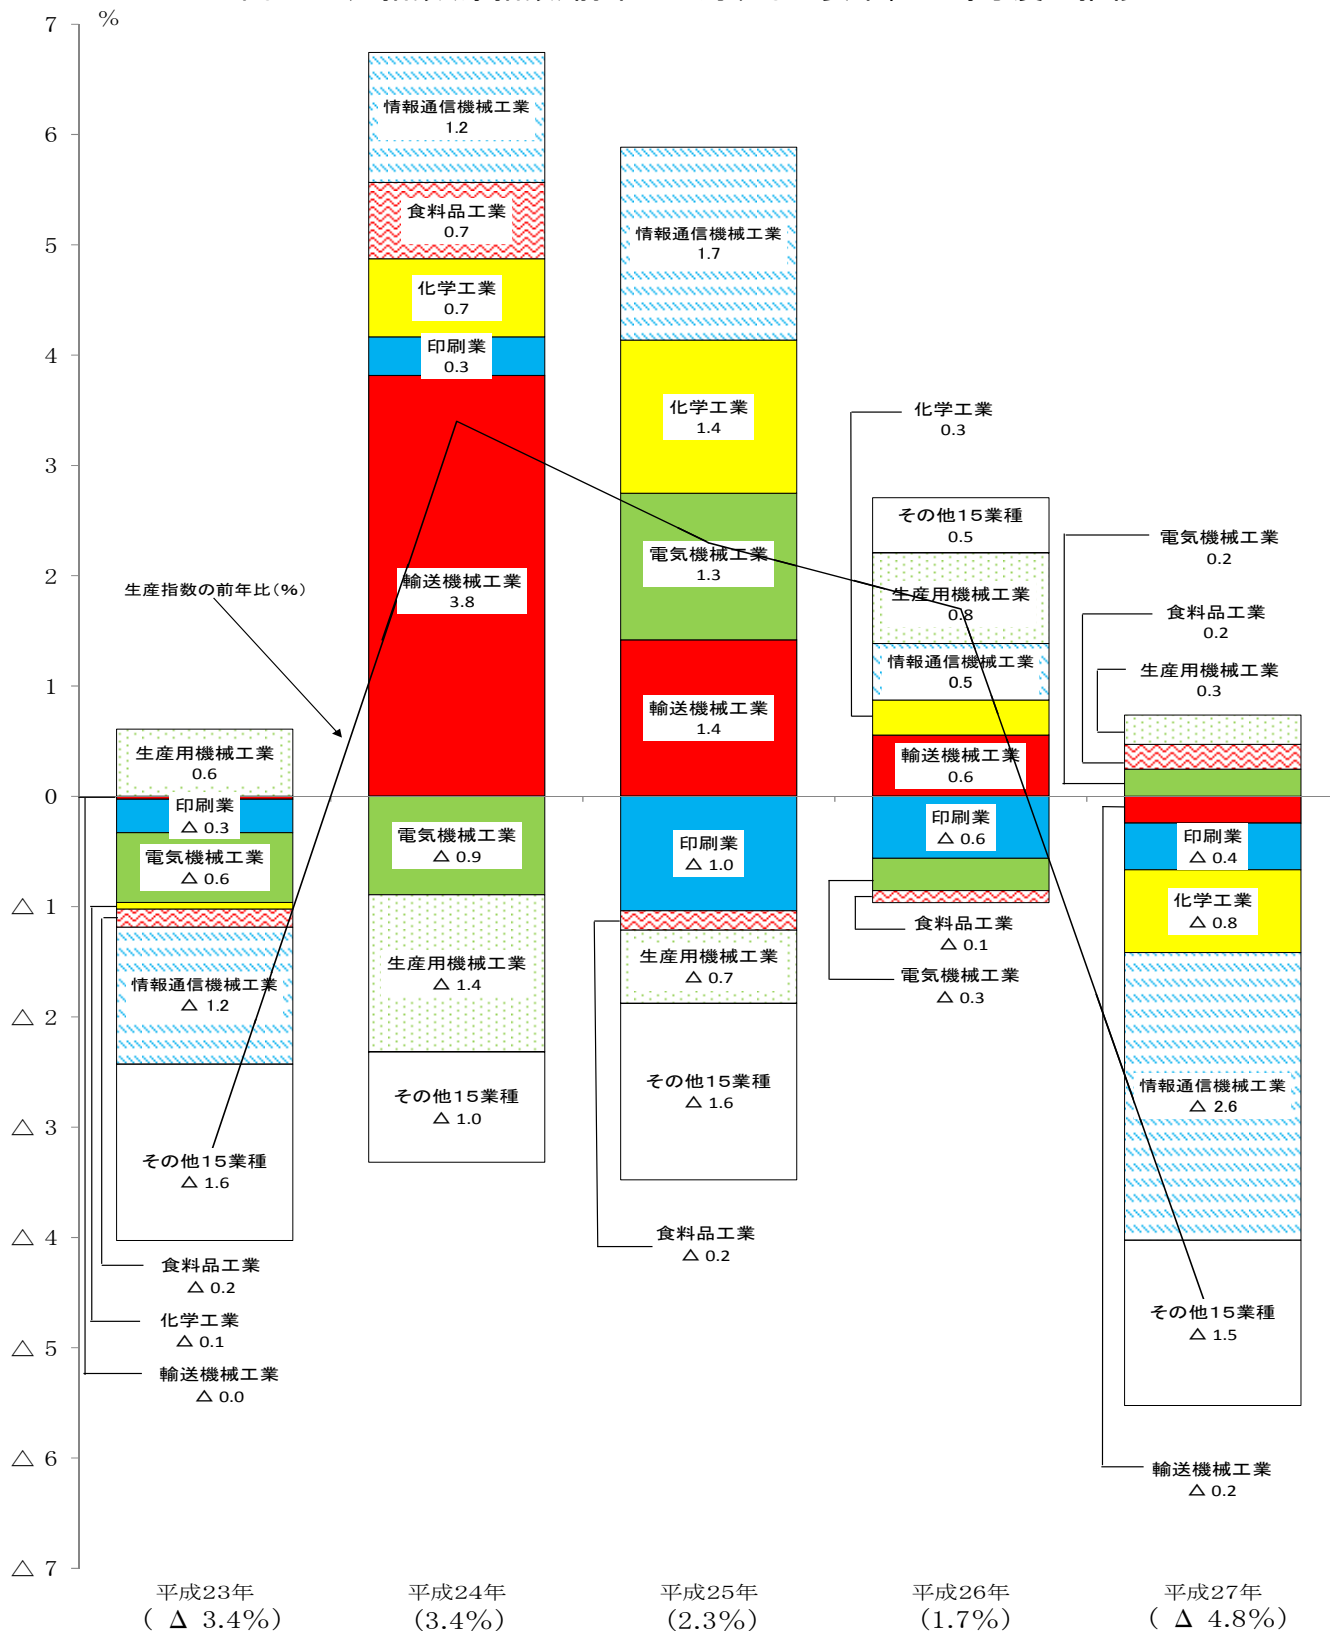 %
7
6
5
4
3
2
1
0
△ 1
△ 2
△ 3
△ 4
△ 5
△ 6
△ 7
生産指数の前年比(%)
生産用機械工業
0.6
印刷業
△ 0.3
電気機械工業
△ 0.6
情報通信機械工業
△ 1.2
その他15業種
△ 1.6
食料品工業
△ 0.2
化学工業
△ 0.1
輸送機械工業
△ 0.0
情報通信機械工業
1.2
食料品工業
0.7
化学工業
0.7
印刷業
0.3
輸送機械工業
3.8
電気機械工業
△ 0.9
生産用機械工業
△ 1.4
その他15業種
△ 1.0
情報通信機械工業
1.7
化学工業
1.4
電気機械工業
1.3
輸送機械工業
1.4
印刷業
△ 1.0
生産用機械工業
△ 0.7
その他15業種
△ 1.6
食料品工業
△ 0.2
化学工業
0.3
その他15業種
0.5
生産用機械工業
0.8
情報通信機械工業
0.5
輸送機械工業
0.6
印刷業
△ 0.6
食料品工業
△ 0.1
電気機械工業
△ 0.3
電気機械工業
0.2
食料品工業
0.2
生産用機械工業
0.3
印刷業
△ 0.4
化学工業
△ 0.8
情報通信機械工業
△ 2.6
その他15業種
△ 1.5
輸送機械工業
△ 0.2
平成23年
( Δ 3.4%)
平成24年
(3.4%)
平成25年
(2.3%)
平成26年
(1.7%)
平成27年
( Δ 4.8%)